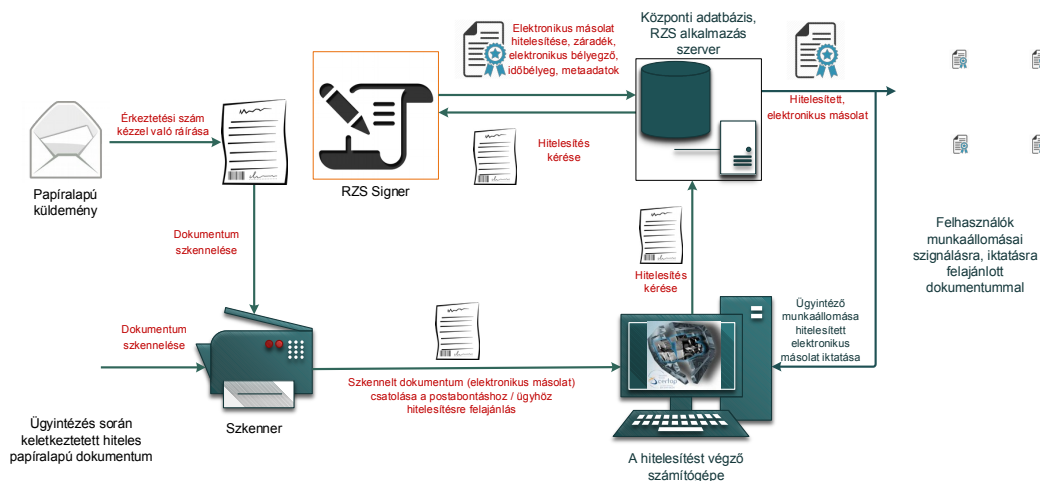 Elektronikus másolat
hitelesítése, záradék,
elektronikus bélyegző,
időbélyeg, metaadatok
Központi adatbázis,
RZS alkalmazás
szerver
Érkeztetési szám
kézzel való ráírása
Hitelesített,
elektronikus másolat
Hitelesítés
kérése
Papíralapú
küldemény
RZS Signer
Dokumentum
szkennelése
Felhasználók
munkaállomásai
szignálásra, iktatásra
felajánlott
dokumentummal
Hitelesítés
kérése
Ügyintéző
munkaállomása
hitelesített
elektronikus
másolat iktatása
Dokumentum
szkennelése
Szkennelt dokumentum (elektronikus másolat)
csatolása a postabontáshoz / ügyhöz
hitelesítésre felajánlás
Ügyintézés során
keletkeztetett hiteles
papíralapú dokumentum
Szkenner
A hitelesítést végző
számítógépe